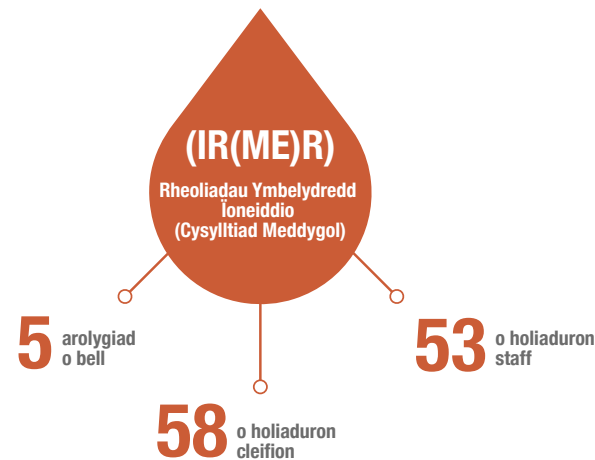 (IR(ME)R)
Rheoliadau Ymbelydredd
Ïoneiddio
(Cysylltiad Meddygol)
5 arolygiad
o bell
53 o holiaduron
staff
58 o holiaduron
cleifion